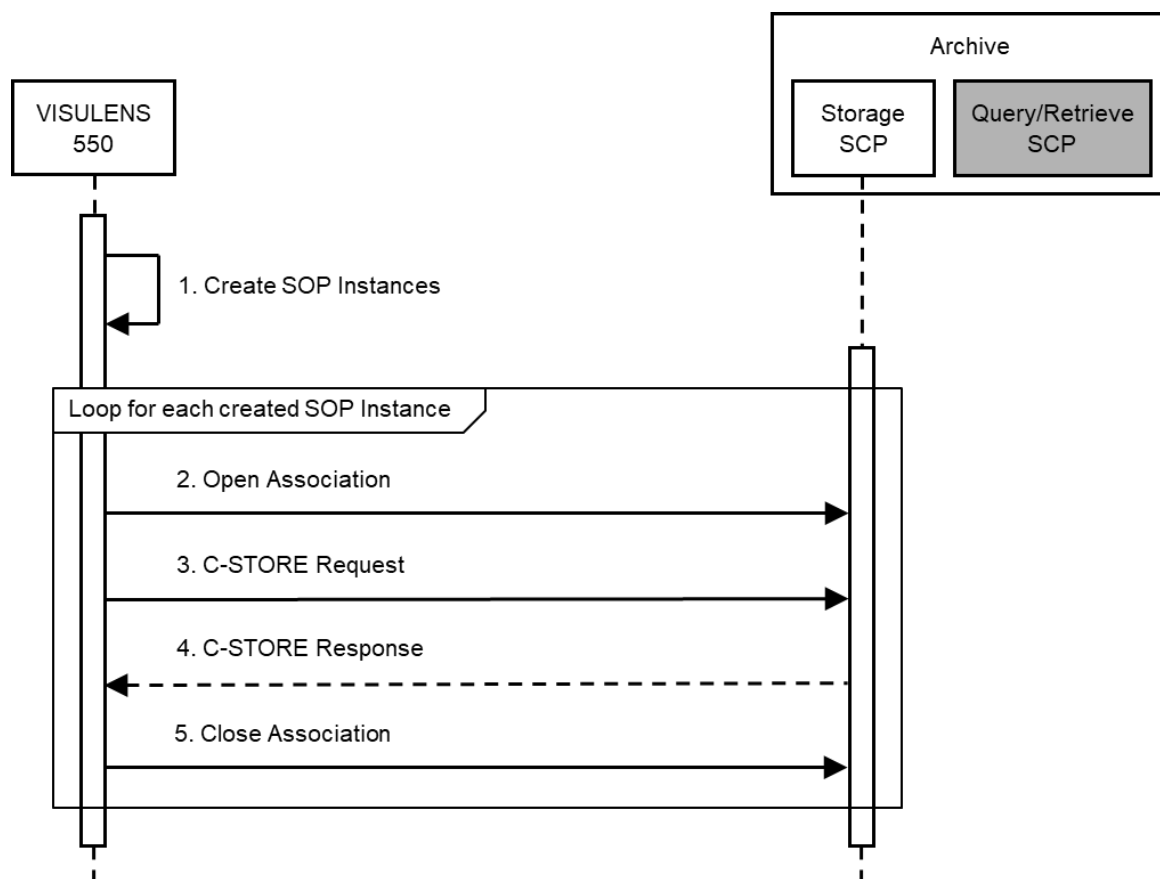 Archive
VISULENS
550
Storage
SCP
Query/Retrieve
SCP
1. Create SOP Instances
Loop for each created SOP Instance
2. Open Association
3. C-STORE Request
4. C-STORE Response
5. Close Association